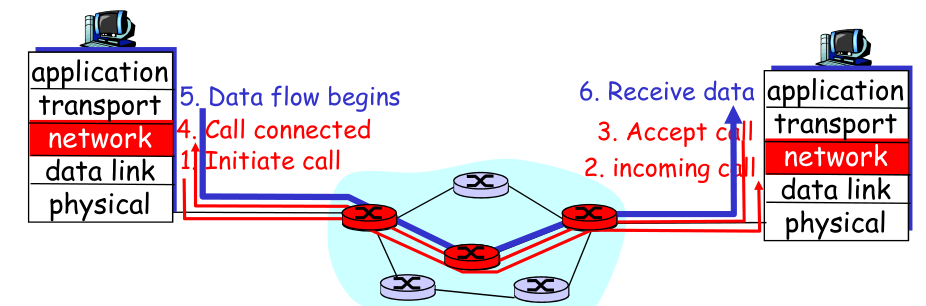 application
transport
network
data link
physical
5. Data flow begins
4. Call connected
1. Initiate call
6. Receive data
3. Accept call
2. incoming call
application
transport
network
data link
physical